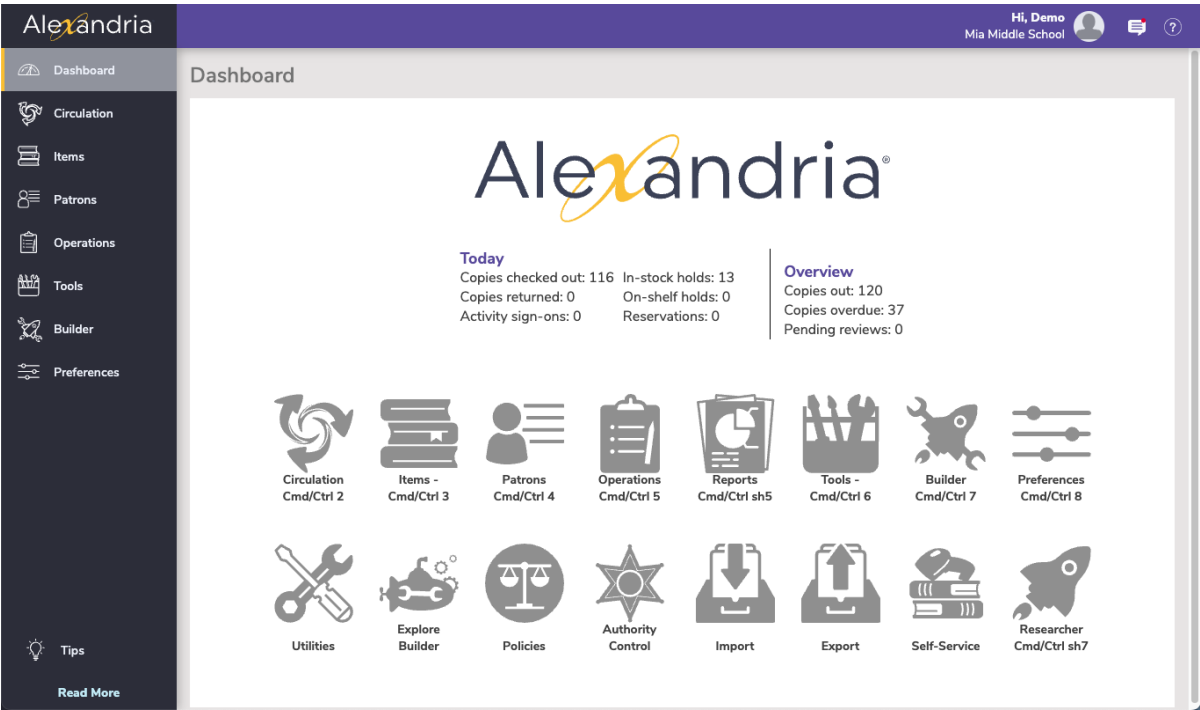 Alexandria
Hi, Demo
Mia Middle School
?
Dashboard
Circulation
Items
Patrons
Operations
Tools
Builder
Preferences
Tips
Read More
Dashboard
Alexandria®
Today
Copies checked out: 116 In-stock holds: 13
Copies returned: 0 On-shelf holds: 0
Activity sign-ons: 0 Reservations: 0
Overview
Copies out: 120
Copies overdue: 37
Pending reviews: 0
Circulation
Cmd/Ctrl 2
Items -
Cmd/Ctrl 3
Patrons
Cmd/Ctrl 4
Operations
Cmd/Ctrl 5
Reports
Cmd/Ctrl sh5
Tools -
Cmd/Ctrl 6
Builder
Cmd/Ctrl 7
Preferences
Cmd/Ctrl 8
Utilities
Explore
Builder
Policies
Authority
Control
Import
Export
Self-Service
Researcher
Cmd/Ctrl sh7